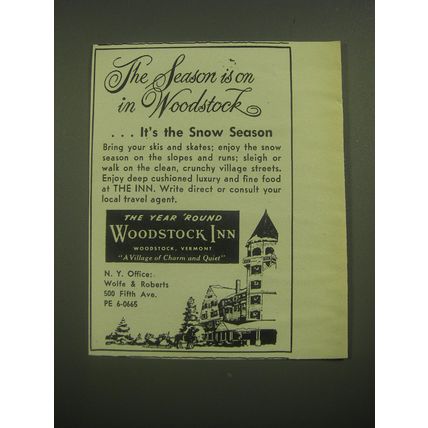 The Season is on
in Woodstock
. . . It's the Snow Season
Bring your skis and skates; enjoy the snow
season on the slopes and runs; sleigh or
walk on the clean, crunchy village streets.
Enjoy deep cushioned luxury and fine food
at THE INN. Write direct or consult your
local travel agent.
THE YEAR 'ROUND
WOODSTOCK INN
WOODSTOCK, VERMONT
"A Village of Charm and Quiet"
N. Y. Office:
Wolfe & Roberts
500 Fifth Ave.
PE 6-0665